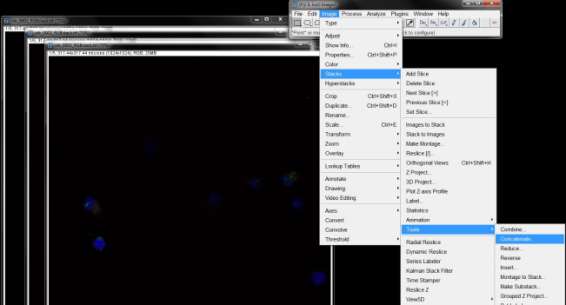 File Edit Image Process Analyze Plugins Window Help
Type
Adjust
Show Info... Ctrl+I
Properties... Ctrl+Shift+P
Color
Stacks
Hyperstacks
Crop Ctrl+Shift+X
Duplicate... Ctrl+Shift+D
Rename...
Scale... Ctrl+E
Transform
Zoom
Overlay
Lookup Tables
Annotate
Drawing
Video Editing
Axes
Convert
Convolve
Threshold
Add Slice
Delete Slice
Next Slice [>]
Previous Slice [<]
Set Slice...
Images to Stack
Stack to Images
Make Montage...
Reslice [/]...
Orthogonal Views Ctrl+Shift+H
Z Project...
3D Project...
Plot Z-axis Profile
Label...
Statistics
Animation
Tools
Radial Reslice
Dynamic Reslice
Series Labeler
Kalman Stack Filter
Time Stamper
Reslice Z
View5D
Combine...
Concatenate...
Reduce...
Reverse
Insert...
Montage to Stack...
Make Substack...
Grouped Z Project...